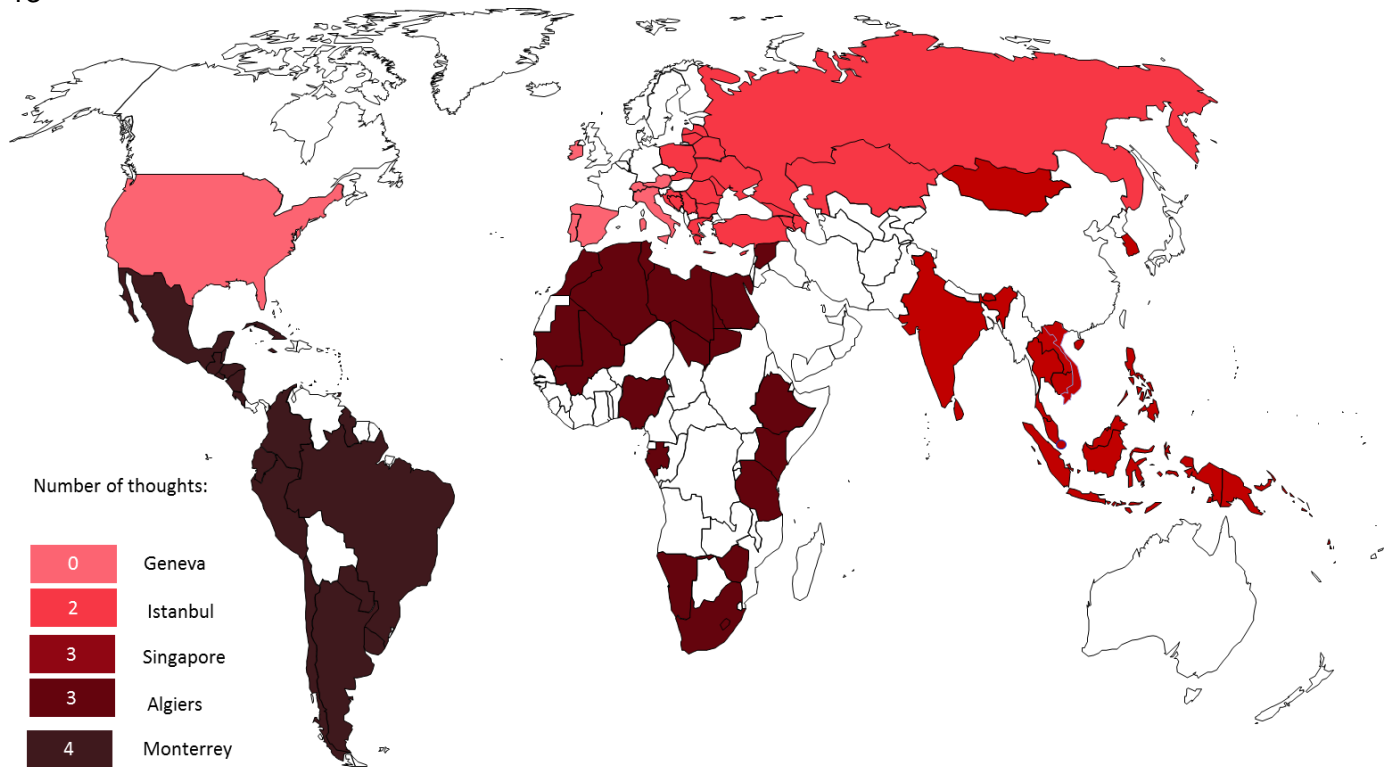 Number of thoughts:
0 Geneva
2 Istanbul
3 Singapore
3 Algiers
4 Monterrey